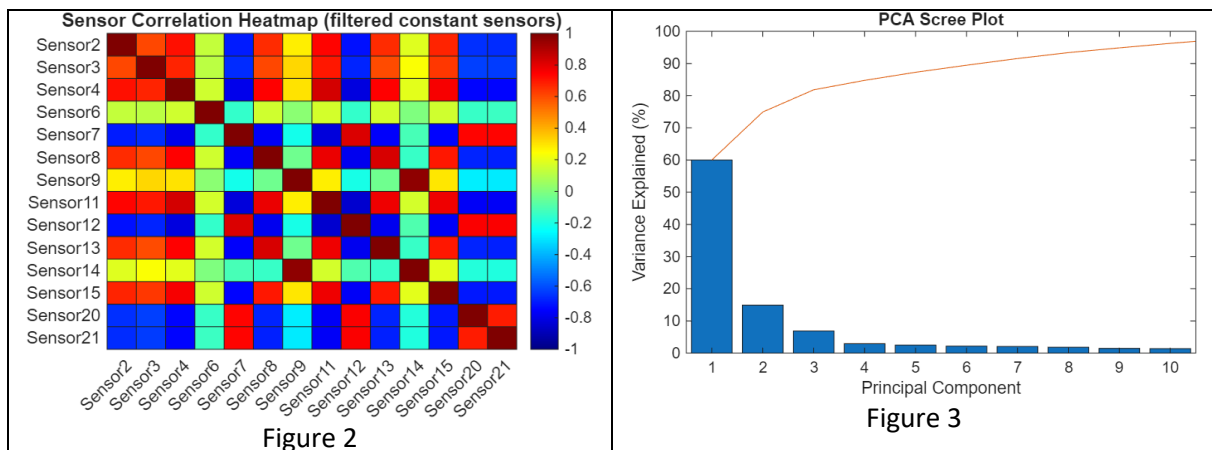 Sensor Correlation Heatmap (filtered constant sensors)
Sensor2
Sensor3
Sensor4
Sensor6
Sensor7
Sensor8
Sensor9
Sensor11
Sensor12
Sensor13
Sensor14
Sensor15
Sensor20
Sensor21
1
0.8
0.6
0.4
0.2
0
-0.2
-0.4
-0.6
-0.8
-1
Sensor2 Sensor3 Sensor4 Sensor6 Sensor7 Sensor8 Sensor9 Sensor11 Sensor12 Sensor13 Sensor14 Sensor15 Sensor20 Sensor21
Figure 2
PCA Scree Plot
Variance Explained (%)
100
90
80
70
60
50
40
30
20
10
0
1 2 3 4 5 6 7 8 9 10
Principal Component
Figure 3